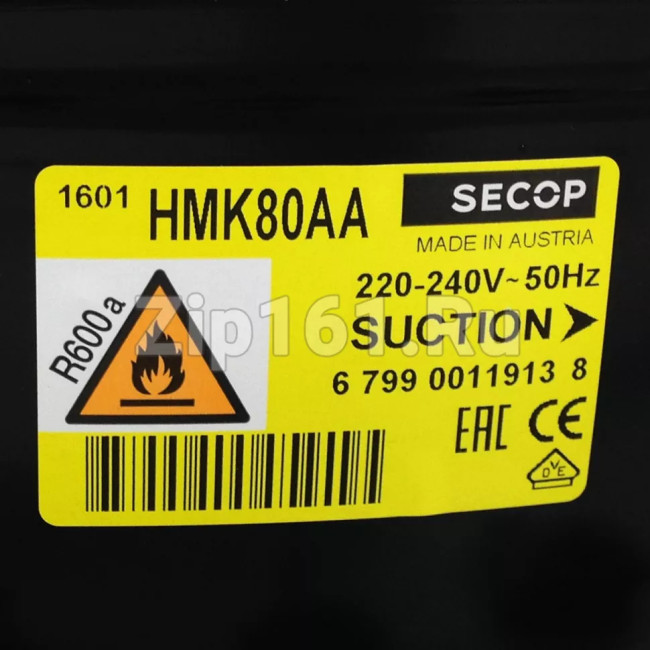 1601 HMK80AA SECOP
MADE IN AUSTRIA
R600a
220-240V~50Hz
SUCTION
6 799 0011913 8
EAC CE
OVE
Zip161.Ru